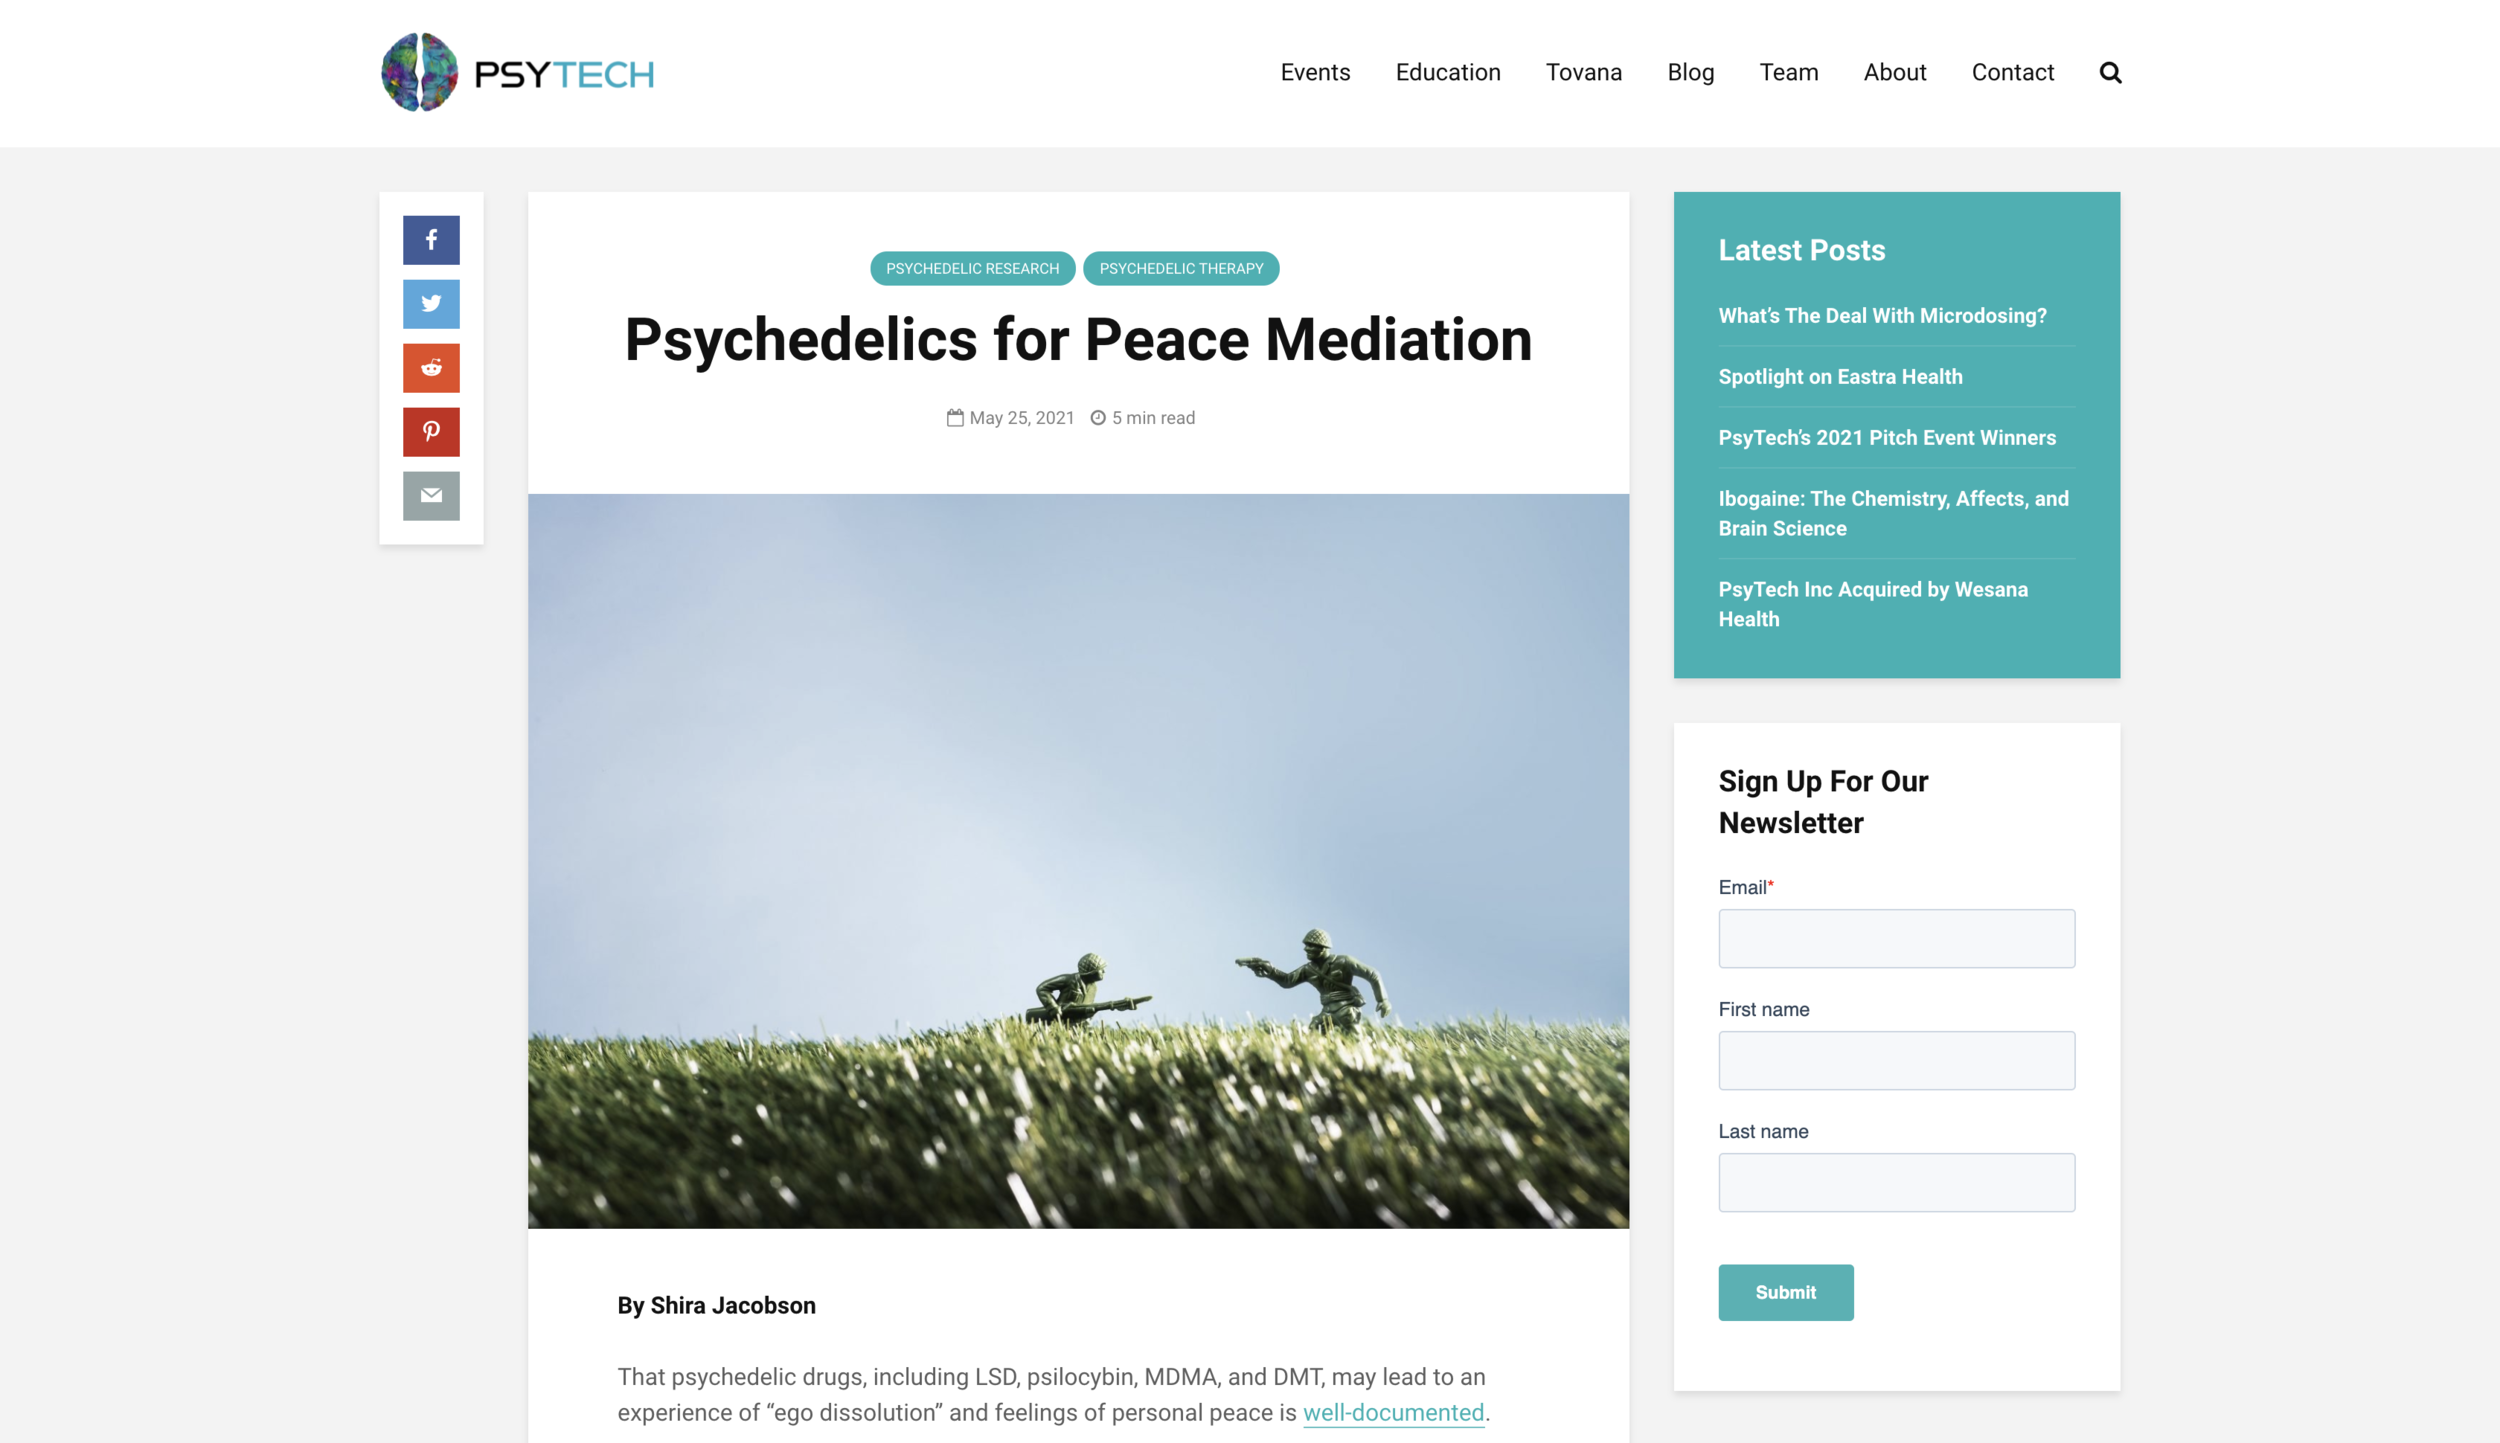 PSYTECH
Events
Education
Tovana
Blog
Team
About
Contact
PSYCHEDELIC RESEARCH
PSYCHEDELIC THERAPY
Psychedelics for Peace Mediation
May 25, 2021
5 min read
By Shira Jacobson
That psychedelic drugs, including LSD, psilocybin, MDMA, and DMT, may lead to an
experience of “ego dissolution” and feelings of personal peace is well-documented.
Latest Posts
What’s The Deal With Microdosing?
Spotlight on Eastra Health
PsyTech’s 2021 Pitch Event Winners
Ibogaine: The Chemistry, Affects, and
Brain Science
PsyTech Inc Acquired by Wesana
Health
Sign Up For Our
Newsletter
Email*
First name
Last name
Submit